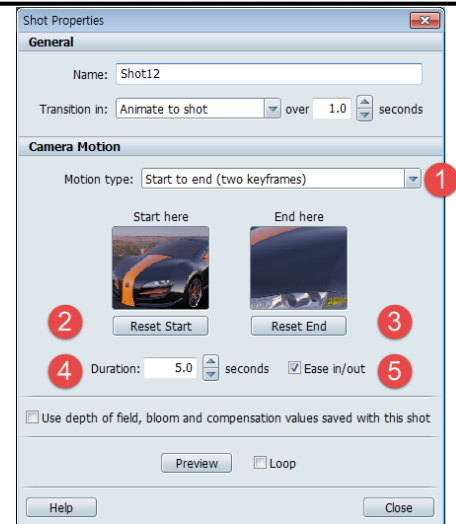 Shot Properties
General
Name: Shot12
Transition in: Animate to shot over 1.0 seconds
Camera Motion
Motion type: Start to end (two keyframes) 1
Start here End here
2 Reset Start Reset End 3
4 Duration: 5.0 seconds Ease in/out 5
Use depth of field, bloom and compensation values saved with this shot
Preview Loop
Help Close